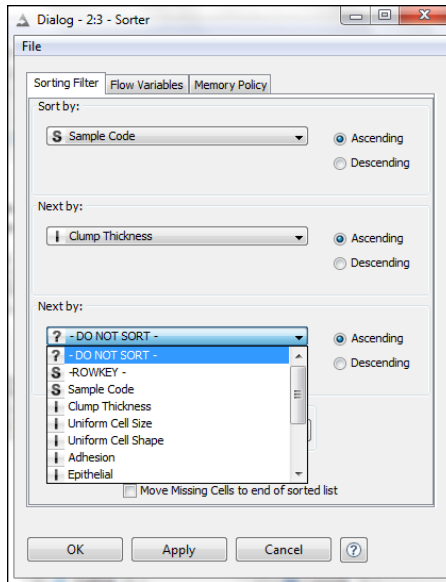 Dialog - 2:3 - Sorter
File
Sorting Filter Flow Variables Memory Policy
Sort by:
S Sample Code
Ascending
Descending
Next by:
I Clump Thickness
Ascending
Descending
Next by:
? - DO NOT SORT -
Ascending
Descending
? - DO NOT SORT -
S -ROWKEY -
S Sample Code
I Clump Thickness
I Uniform Cell Size
I Uniform Cell Shape
I Adhesion
I Epithelial
Move Missing Cells to end of sorted list
OK Apply Cancel ?